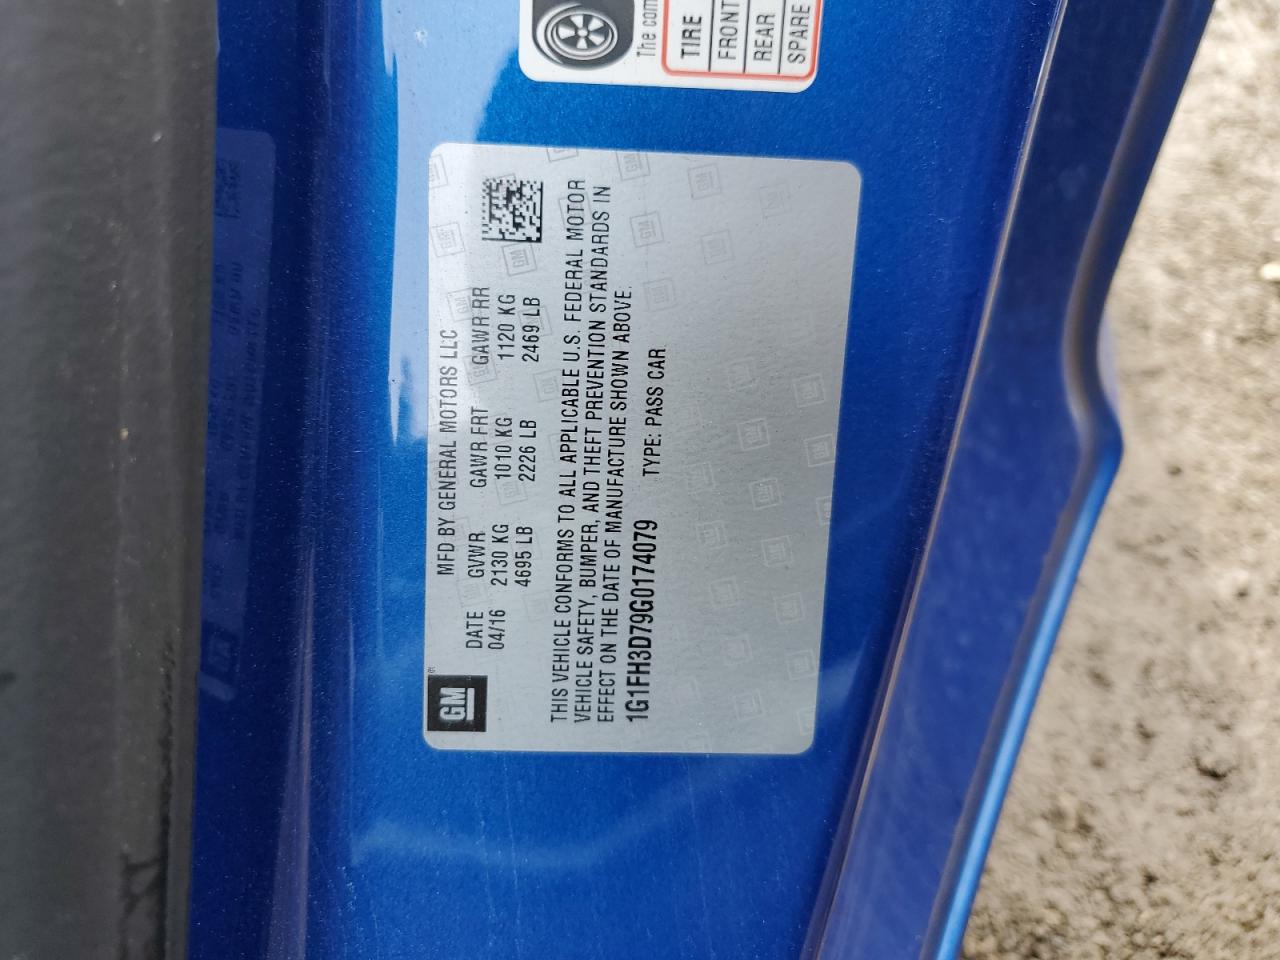 GM
MFD BY GENERAL MOTORS LLC
DATE GVWR GAWR FRT GAWR RR
04/16 2130 KG 1010 KG 1120 KG
4695 LB 2226 LB 2469 LB
THIS VEHICLE CONFORMS TO ALL APPLICABLE U.S. FEDERAL MOTOR
VEHICLE SAFETY, BUMPER, AND THEFT PREVENTION STANDARDS IN
EFFECT ON THE DATE OF MANUFACTURE SHOWN ABOVE.
1G1FH3D79G0174079 TYPE: PASS CAR
The com
TIRE
FRONT
REAR
SPARE